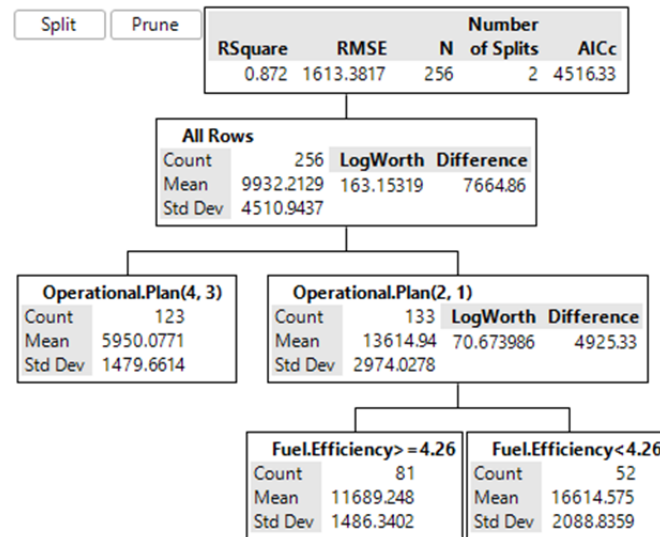 Split Prune
Number
RSquare RMSE N of Splits AICc
0.872 1613.3817 256 2 4516.33
All Rows
Count 256 LogWorth Difference
Mean 9932.2129 163.15319 7664.86
Std Dev 4510.9437
Operational.Plan(4, 3)
Count 123
Mean 5950.0771
Std Dev 1479.6614
Operational.Plan(2, 1)
Count 133 LogWorth Difference
Mean 13614.94 70.673986 4925.33
Std Dev 2974.0278
Fuel.Efficiency>=4.26
Count 81
Mean 11689.248
Std Dev 1486.3402
Fuel.Efficiency<4.26
Count 52
Mean 16614.575
Std Dev 2088.8359